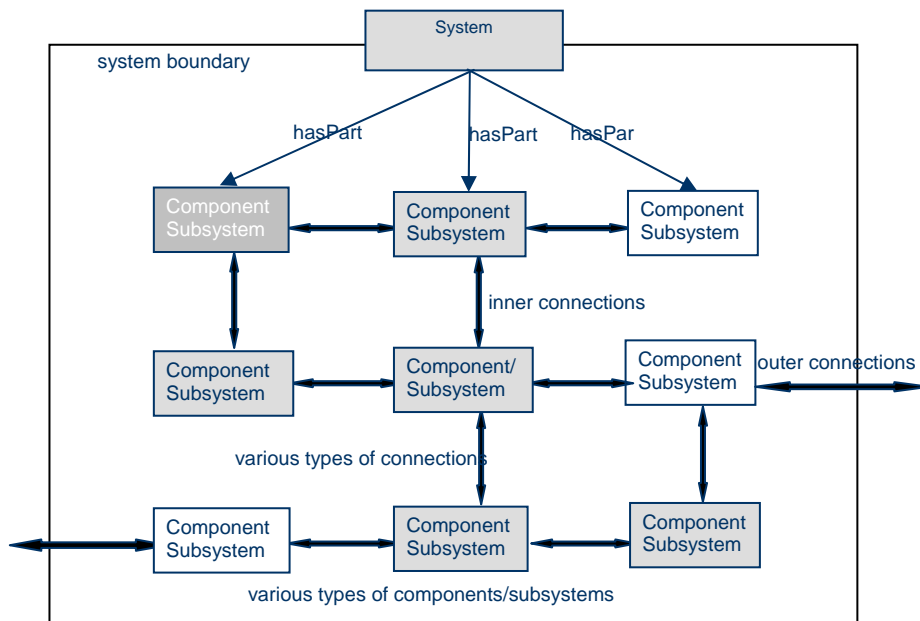 System
system boundary
hasPart
hasPart
hasPar
Component
Subsystem
Component
Subsystem
Component
Subsystem
inner connections
Component
Subsystem
Component/
Subsystem
Component
Subsystem
outer connections
various types of connections
Component
Subsystem
Component
Subsystem
Component
Subsystem
various types of components/subsystems